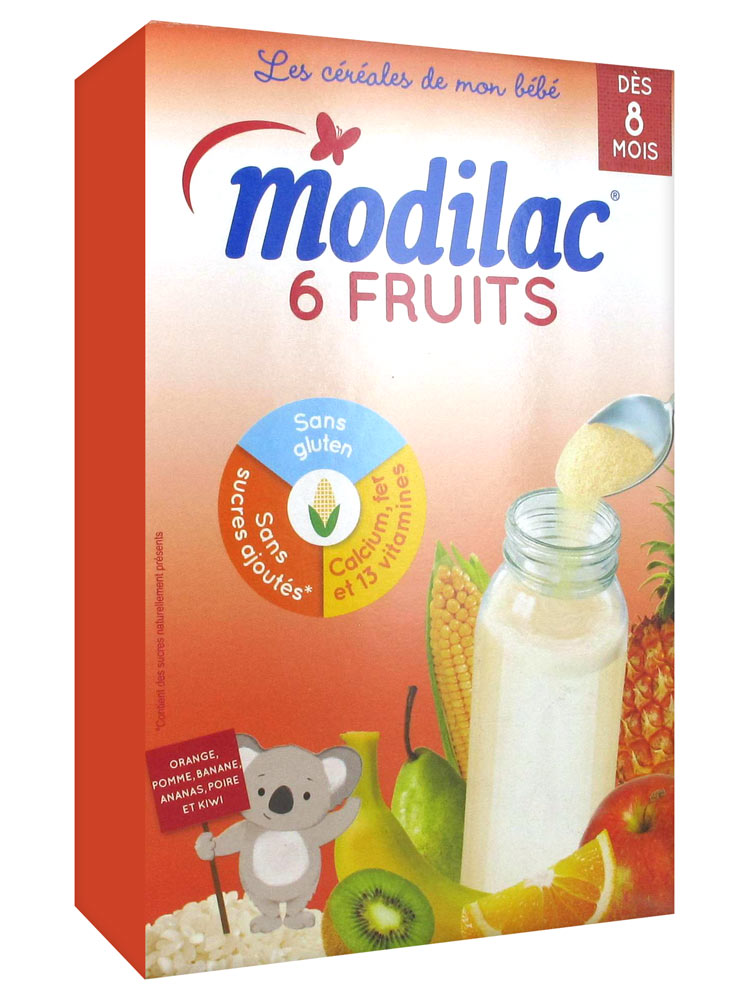 Les céréales de mon bébé
DÈS
8
MOIS
Modilac®
6 FRUITS
Sans
gluten
Sans
sucres ajoutés*
Calcium, fer
et 13 vitamines
*Contient des sucres naturellement présents
ORANGE,
POMME, BANANE,
ANANAS, POIRE
ET KIWI